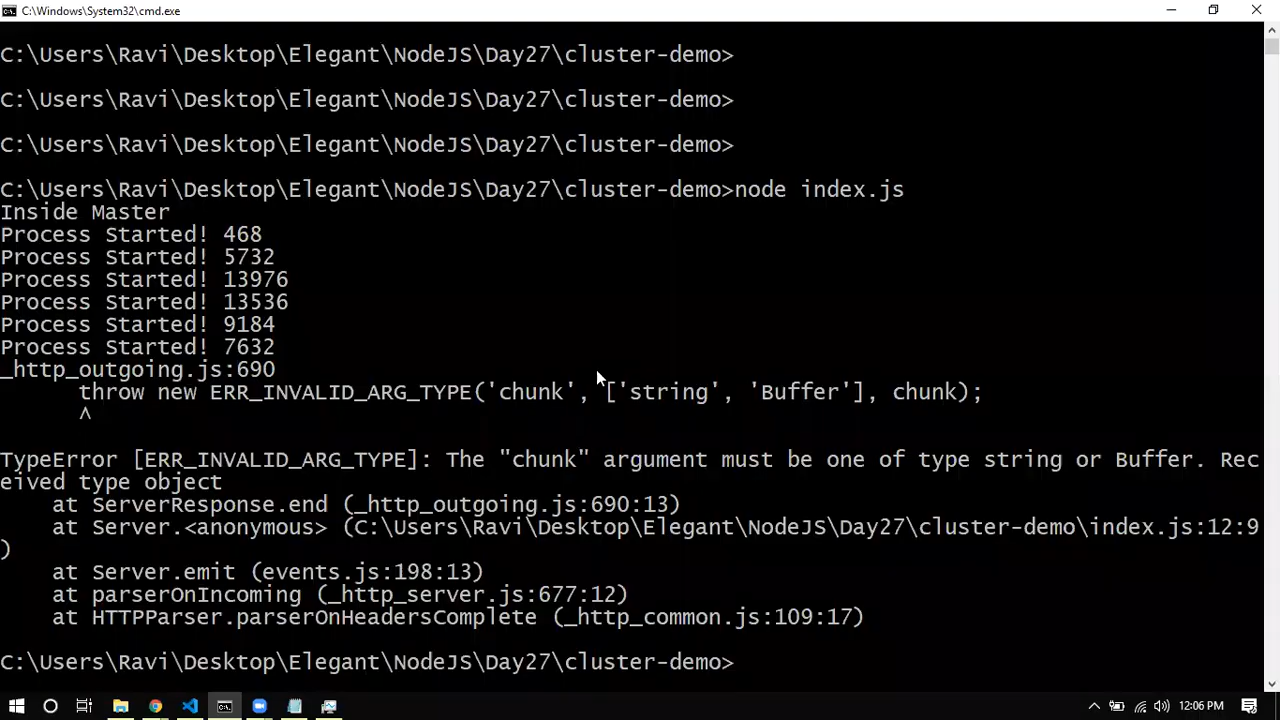 C:\Windows\System32\cmd.exe
C:\Users\Ravi\Desktop\Elegant\NodeJS\Day27\cluster-demo>
C:\Users\Ravi\Desktop\Elegant\NodeJS\Day27\cluster-demo>
C:\Users\Ravi\Desktop\Elegant\NodeJS\Day27\cluster-demo>
C:\Users\Ravi\Desktop\Elegant\NodeJS\Day27\cluster-demo>node index.js
Inside Master
Process Started! 468
Process Started! 5732
Process Started! 13976
Process Started! 13536
Process Started! 9184
Process Started! 7632
_http_outgoing.js:690
throw new ERR_INVALID_ARG_TYPE('chunk', ['string', 'Buffer'], chunk);
^
TypeError [ERR_INVALID_ARG_TYPE]: The "chunk" argument must be one of type string or Buffer. Rec
eived type object
at ServerResponse.end (_http_outgoing.js:690:13)
at Server.<anonymous> (C:\Users\Ravi\Desktop\Elegant\NodeJS\Day27\cluster-demo\index.js:12:9
)
at Server.emit (events.js:198:13)
at parserOnIncoming (_http_server.js:677:12)
at HTTPParser.parserOnHeadersComplete (_http_common.js:109:17)
C:\Users\Ravi\Desktop\Elegant\NodeJS\Day27\cluster-demo>
12:06 PM